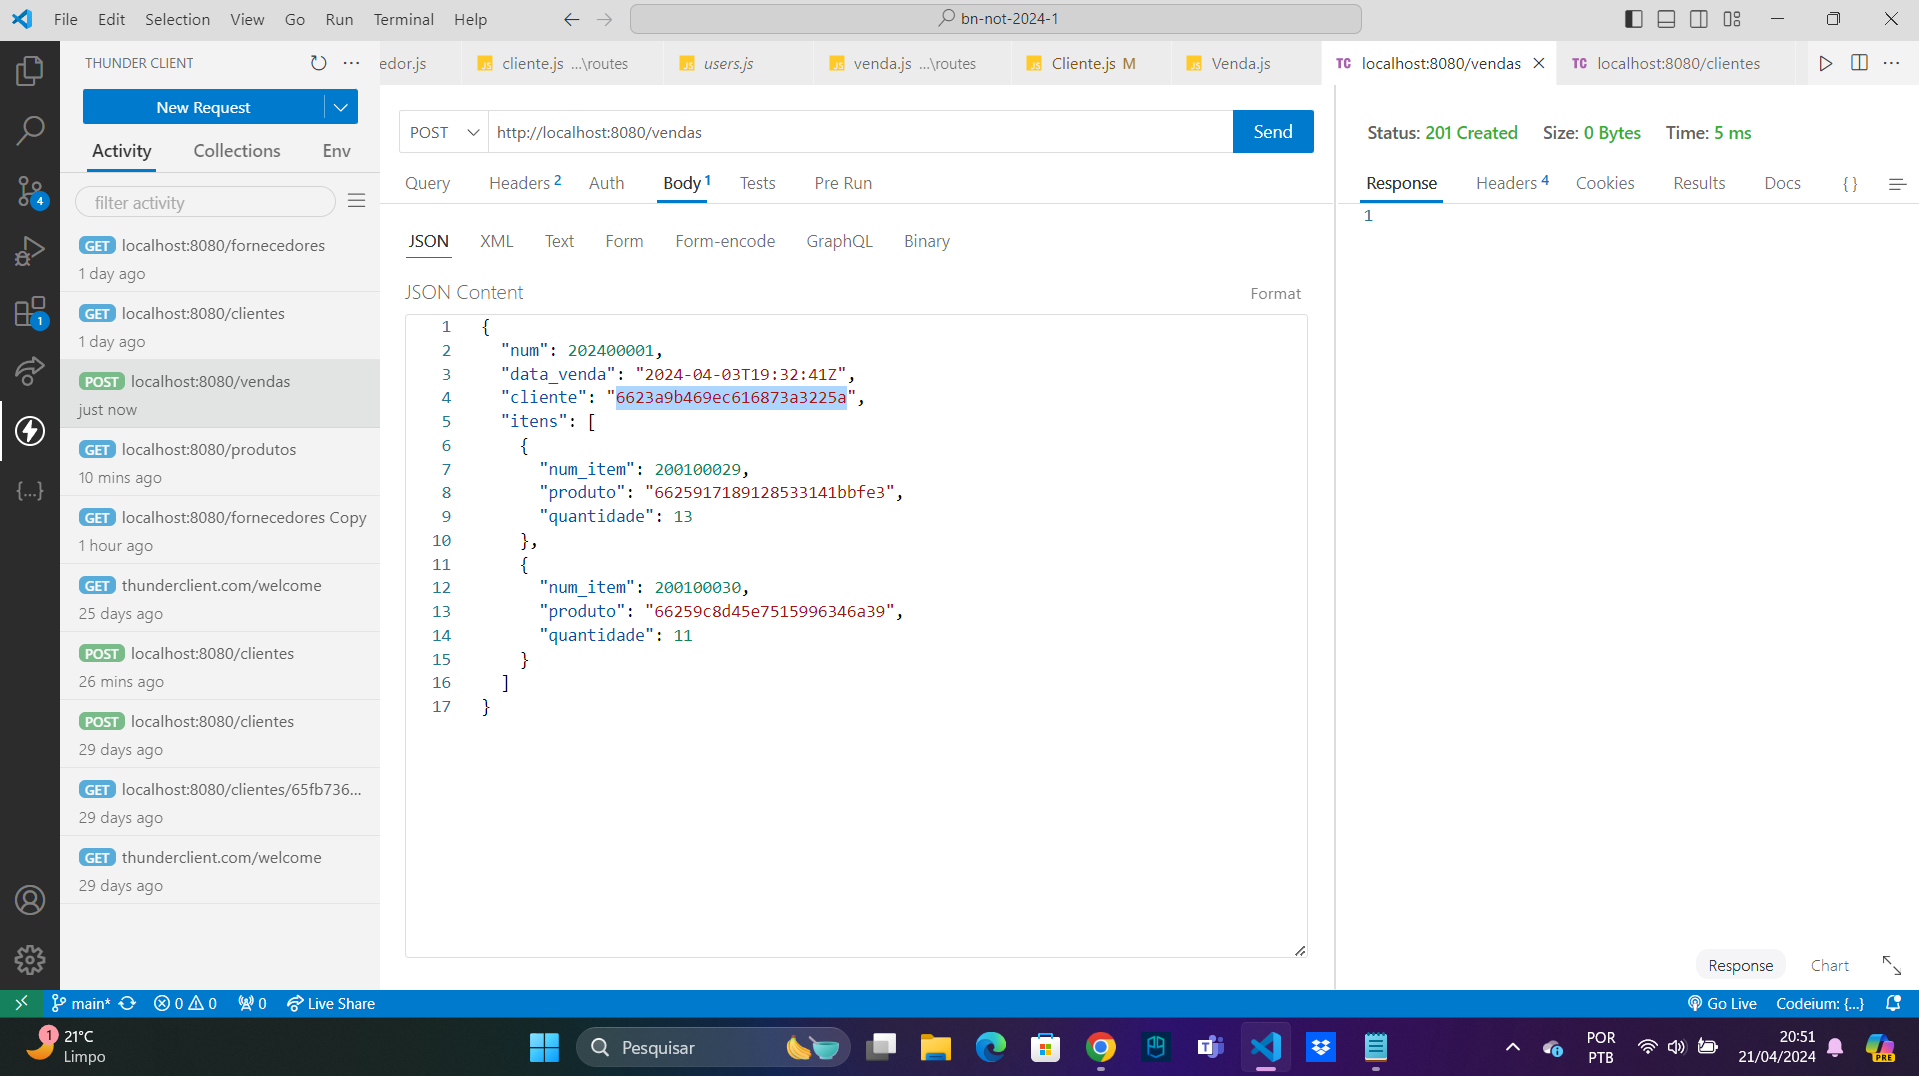 File Edit Selection View Go Run Terminal Help
bn-not-2024-1
THUNDER CLIENT
New Request
Activity Collections Env
filter activity
GET localhost:8080/fornecedores
1 day ago
GET localhost:8080/clientes
1 day ago
POST localhost:8080/vendas
just now
GET localhost:8080/produtos
10 mins ago
GET localhost:8080/fornecedores Copy
1 hour ago
GET thunderclient.com/welcome
25 days ago
POST localhost:8080/clientes
26 mins ago
POST localhost:8080/clientes
29 days ago
GET localhost:8080/clientes/65fb736...
29 days ago
GET thunderclient.com/welcome
29 days ago
4
1
{...}
edor.js JS cliente.js ...\routes JS users.js JS venda.js ...\routes JS Cliente.js M JS Venda.js TC localhost:8080/vendas TC localhost:8080/clientes
POST http://localhost:8080/vendas Send
Query Headers 2 Auth Body 1 Tests Pre Run
JSON XML Text Form Form-encode GraphQL Binary
JSON Content Format
1 {
2 "num": 202400001,
3 "data_venda": "2024-04-03T19:32:41Z",
4 "cliente": "6623a9b469ec616873a3225a",
5 "itens": [
6 {
7 "num_item": 200100029,
8 "produto": "6625917189128533141bbfe3",
9 "quantidade": 13
10 },
11 {
12 "num_item": 200100030,
13 "produto": "66259c8d45e7515996346a39",
14 "quantidade": 11
15 }
16 ]
17 }
Status: 201 Created Size: 0 Bytes Time: 5 ms
Response Headers 4 Cookies Results Docs { }
1
Response Chart
main* 0 0 0 Live Share Go Live Codeium: {...}
1 21°C
Limpo
Pesquisar
POR
PTB
20:51
21/04/2024
PRE